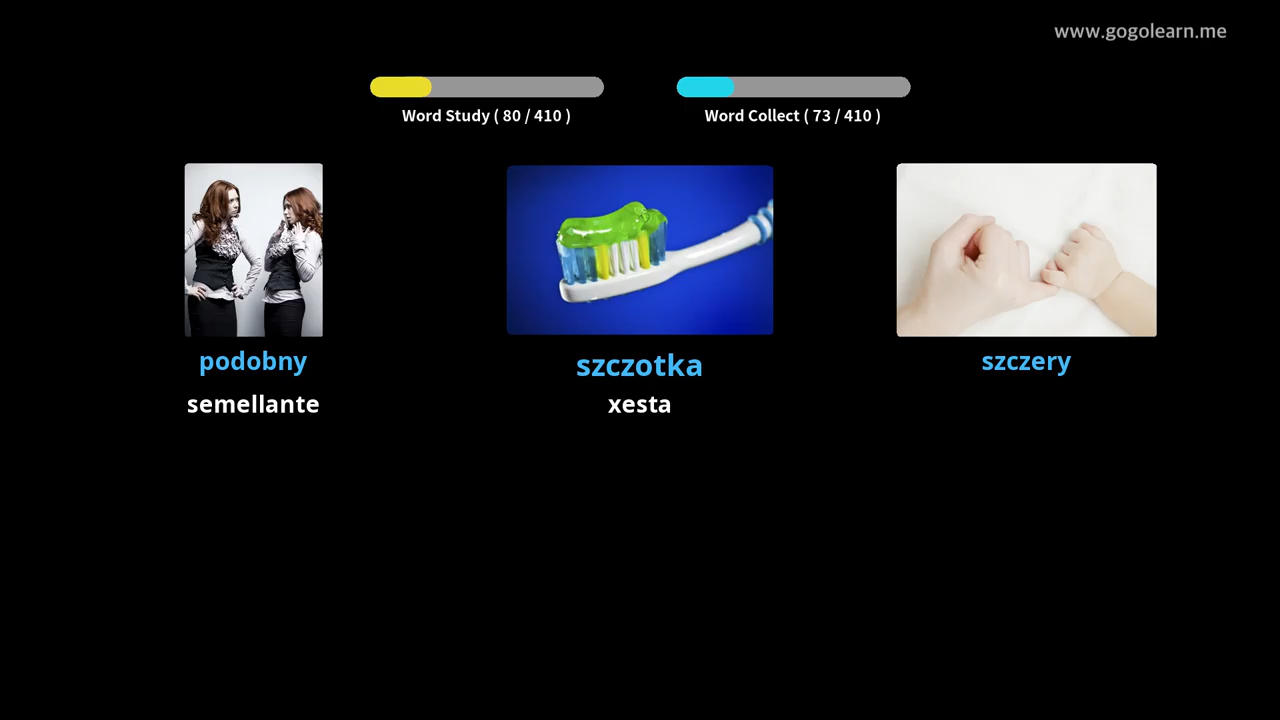 www.gogolearn.me
Word Study ( 80 / 410 )
Word Collect ( 73 / 410 )
podobny
szczotka
szczery
semellante
xesta